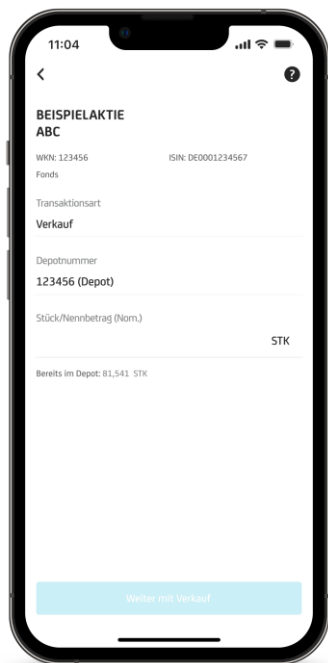 11:04
?
BEISPIELAKTIE
ABC
WKN: 123456 ISIN: DE0001234567
Fonds
Transaktionsart
Verkauf
Depotnummer
123456 (Depot)
Stück/Nennbetrag (Nom.)
STK
Bereits im Depot: 81,541 STK
Weiter mit Verkauf